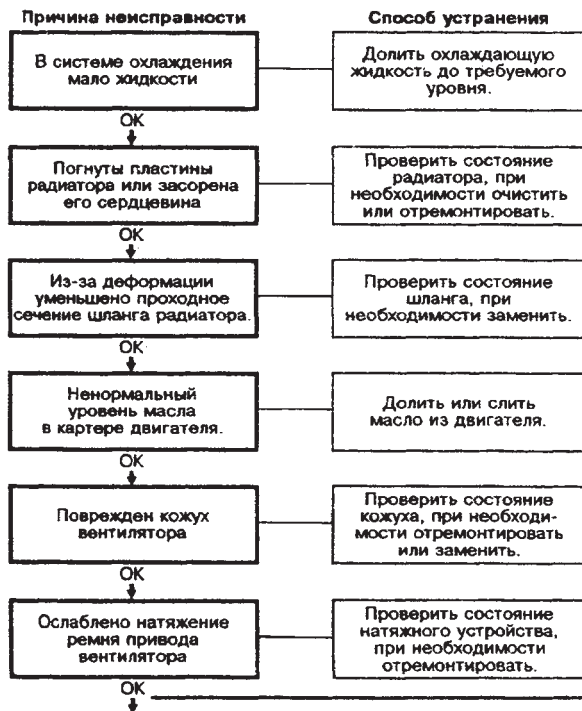 Причина неисправности
Способ устранения
В системе охлаждения
мало жидкости
Долить охлаждающую
жидкость до требуемого
уровня.
ОК
Погнуты пластины
радиатора или засорена
его сердцевина
Проверить состояние
радиатора, при
необходимости очистить
или отремонтировать.
ОК
Из-за деформации
уменьшено проходное
сечение шланга радиатора.
Проверить состояние
шланга, при
необходимости заменить.
ОК
Ненормальный
уровень масла
в картере двигателя.
Долить или слить
масло из двигателя.
ОК
Поврежден кожух
вентилятора
Проверить состояние
кожуха, при необходи-
мости отремонтировать
или заменить.
ОК
Ослаблено натяжение
ремня привода
вентилятора
Проверить состояние
натяжного устройства,
при необходимости
отремонтировать.
ОК